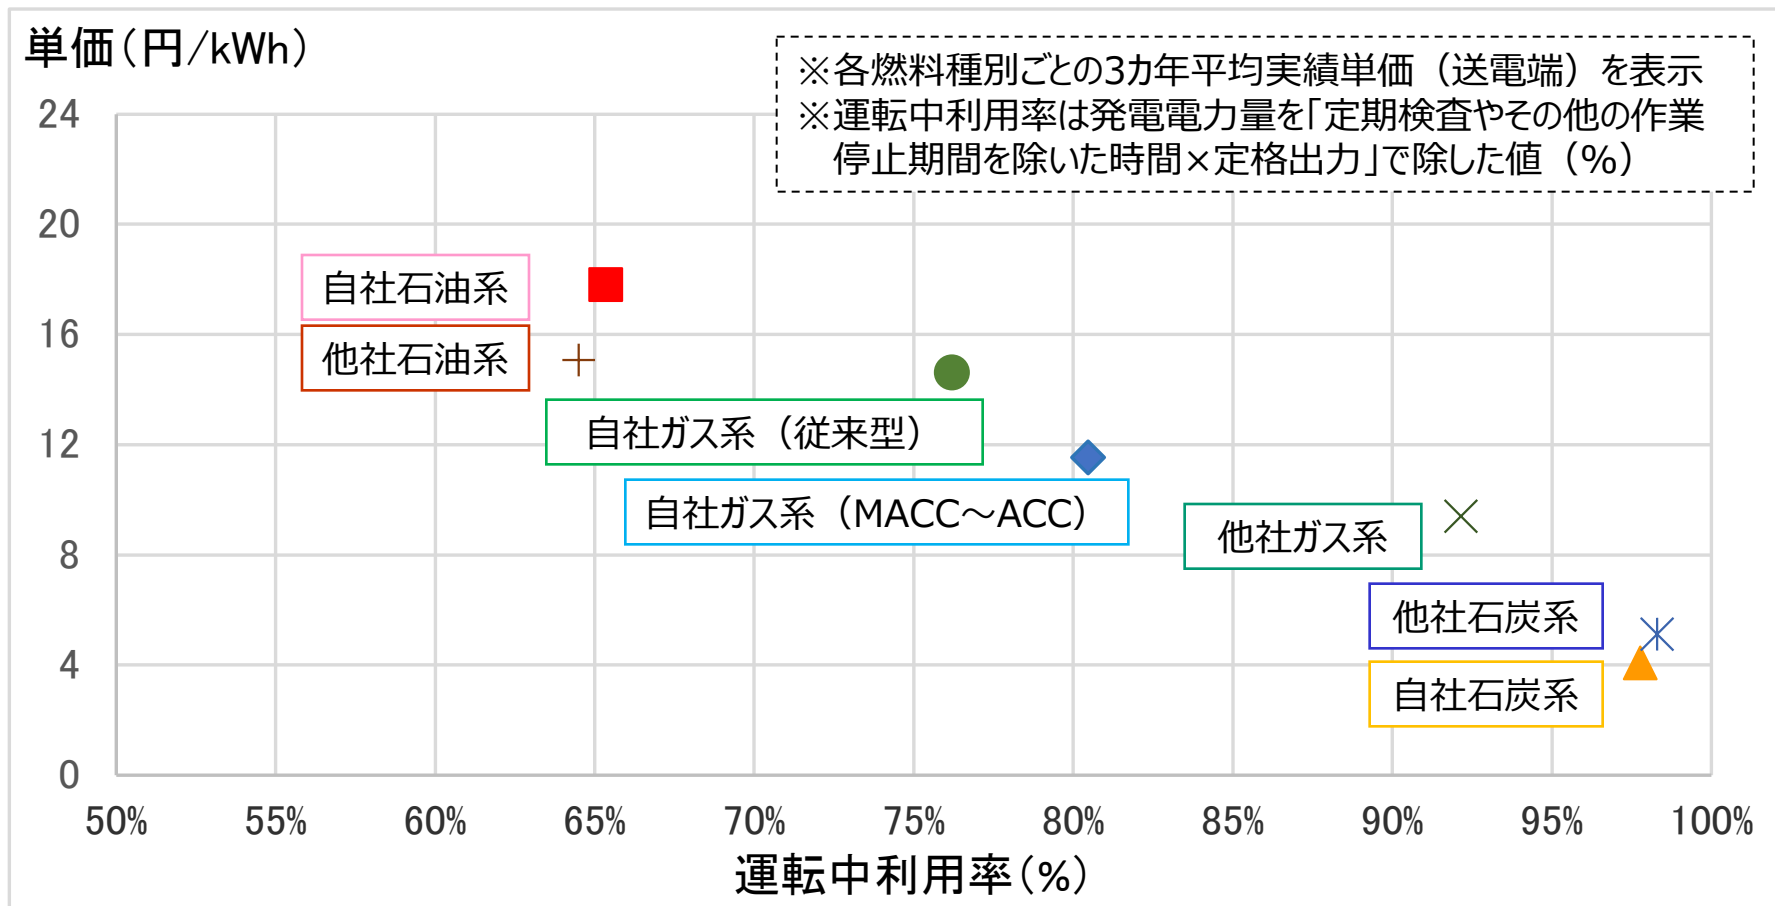 単価(円/kWh)
※各燃料種別ごとの3カ年平均実績単価（送電端）を表示
※運転中利用率は発電電力量を「定期検査やその他の作業
停止期間を除いた時間×定格出力」で除した値（%）
24
20
16
12
8
4
0
自社石油系
他社石油系
自社ガス系（従来型）
自社ガス系（MACC～ACC）
他社ガス系
他社石炭系
自社石炭系
50% 55% 60% 65% 70% 75% 80% 85% 90% 95% 100%
運転中利用率(%)